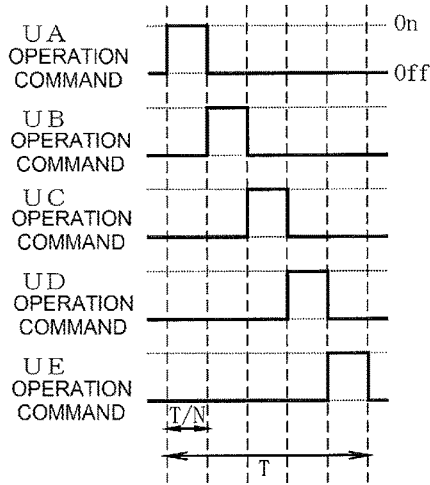 UA
OPERATION
COMMAND
On
Off
UB
OPERATION
COMMAND
UC
OPERATION
COMMAND
UD
OPERATION
COMMAND
UE
OPERATION
COMMAND
T/N
T